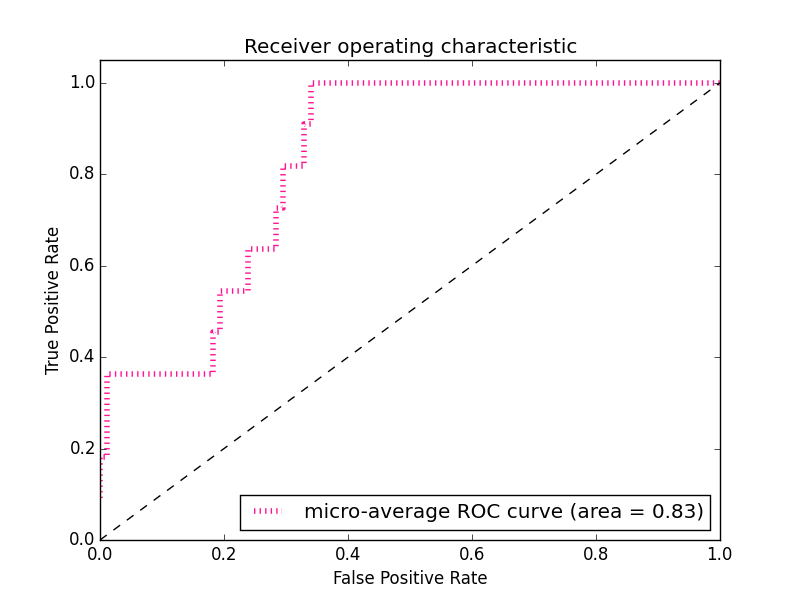 Receiver operating characteristic
1.0
0.8
0.6
0.4
0.2
0.0
True Positive Rate
micro-average ROC curve (area = 0.83)
0.0 0.2 0.4 0.6 0.8 1.0
False Positive Rate